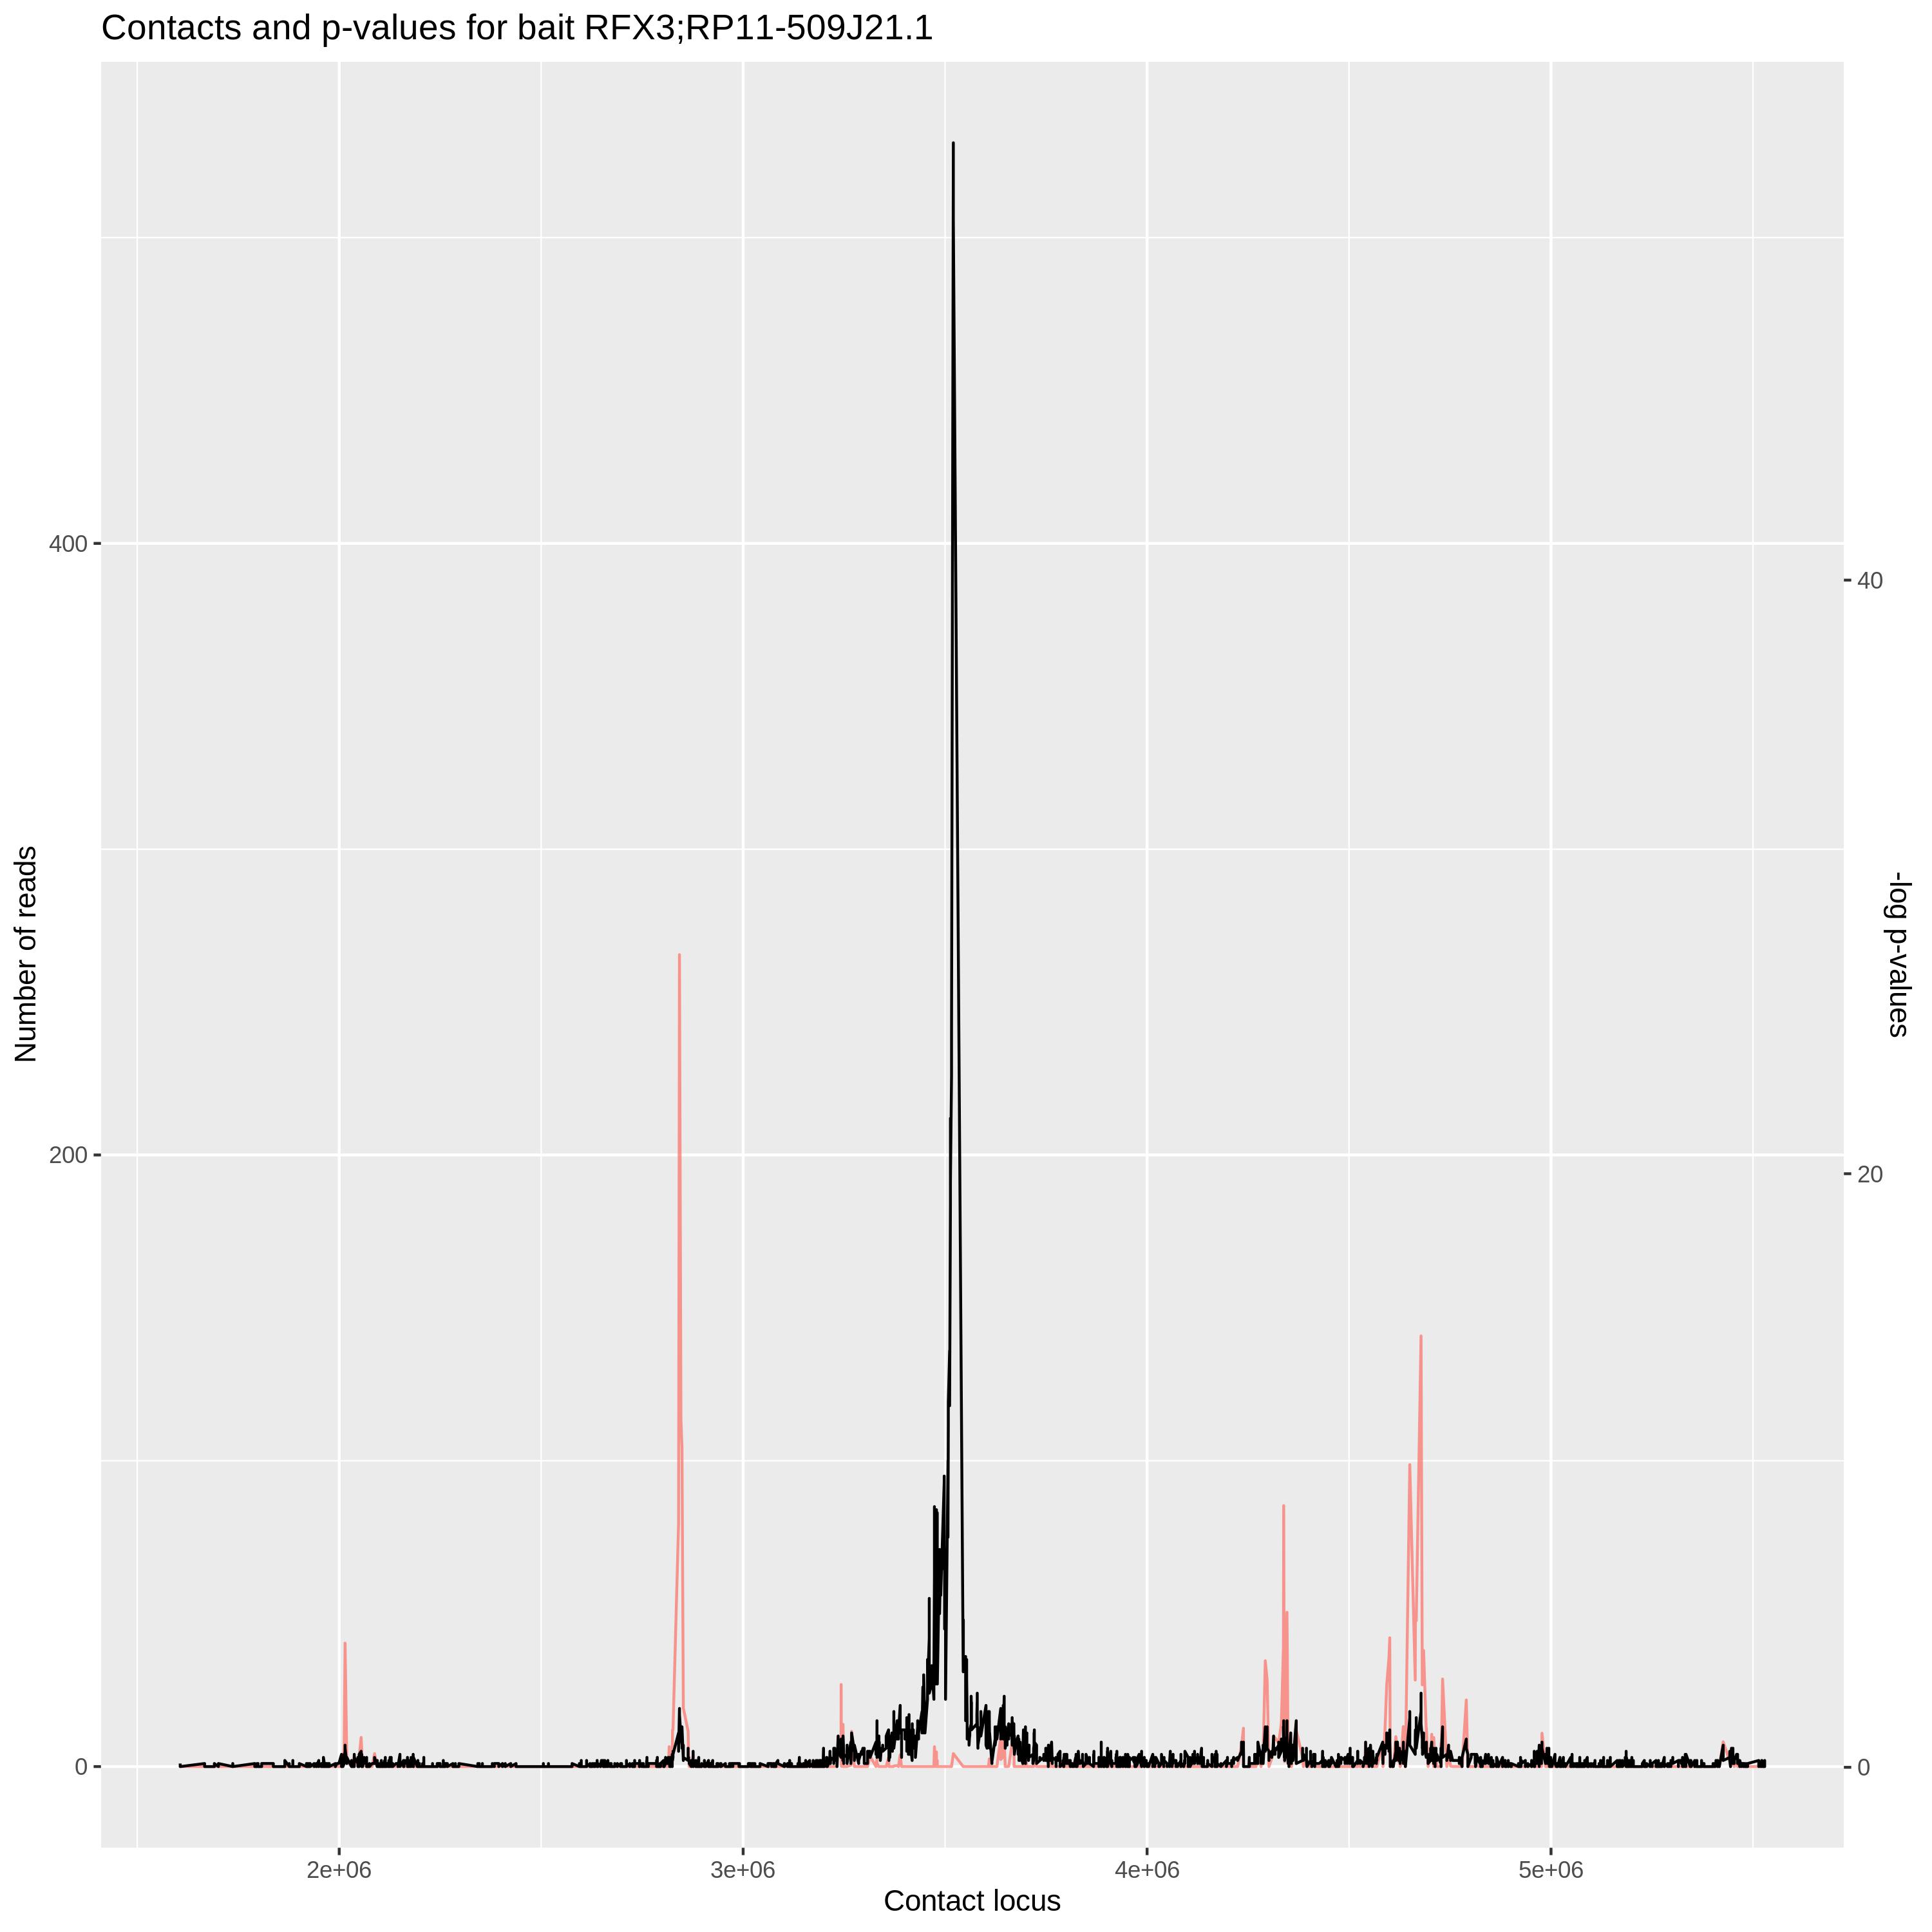 Contacts and p-values for bait RFX3;RP11-509J21.1
Number of reads
400
200
0
40
20
0
-log p-values
2e+06
3e+06
4e+06
5e+06
Contact locus